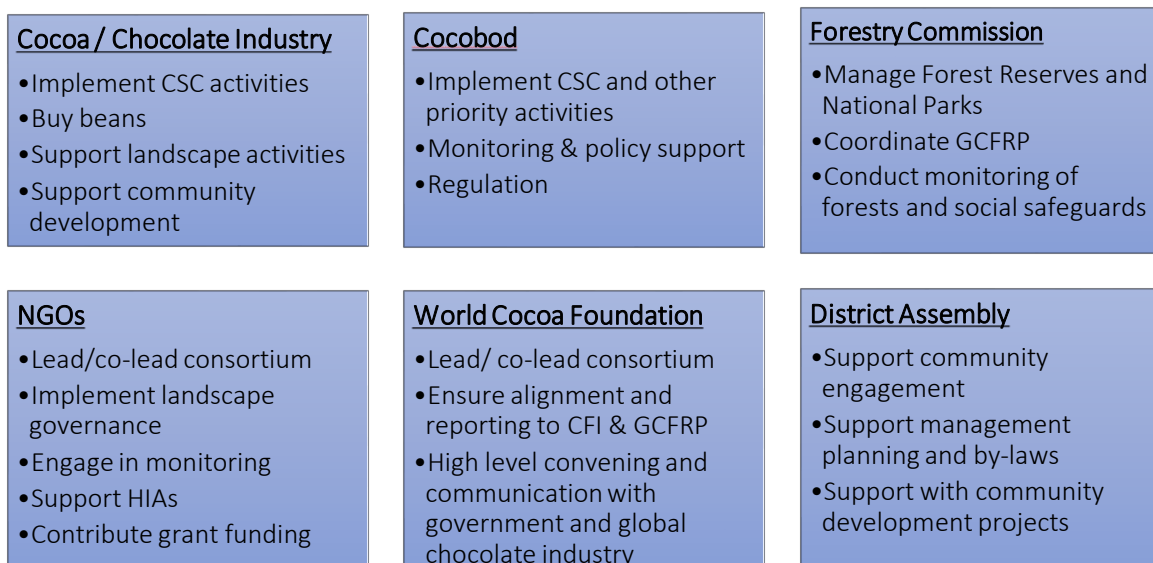 Cocoa / Chocolate Industry
•Implement CSC activities
•Buy beans
•Support landscape activities
•Support community
development
Cocobod
•Implement CSC and other
priority activities
•Monitoring & policy support
•Regulation
Forestry Commission
•Manage Forest Reserves and
National Parks
•Coordinate GCFRP
•Conduct monitoring of
forests and social safeguards
NGOs
•Lead/co-lead consortium
•Implement landscape
governance
•Engage in monitoring
•Support HIAs
•Contribute grant funding
World Cocoa Foundation
•Lead/ co-lead consortium
•Ensure alignment and
reporting to CFI & GCFRP
•High level convening and
communication with
government and global
chocolate industry
District Assembly
•Support community
engagement
•Support management
planning and by-laws
•Support with community
development projects